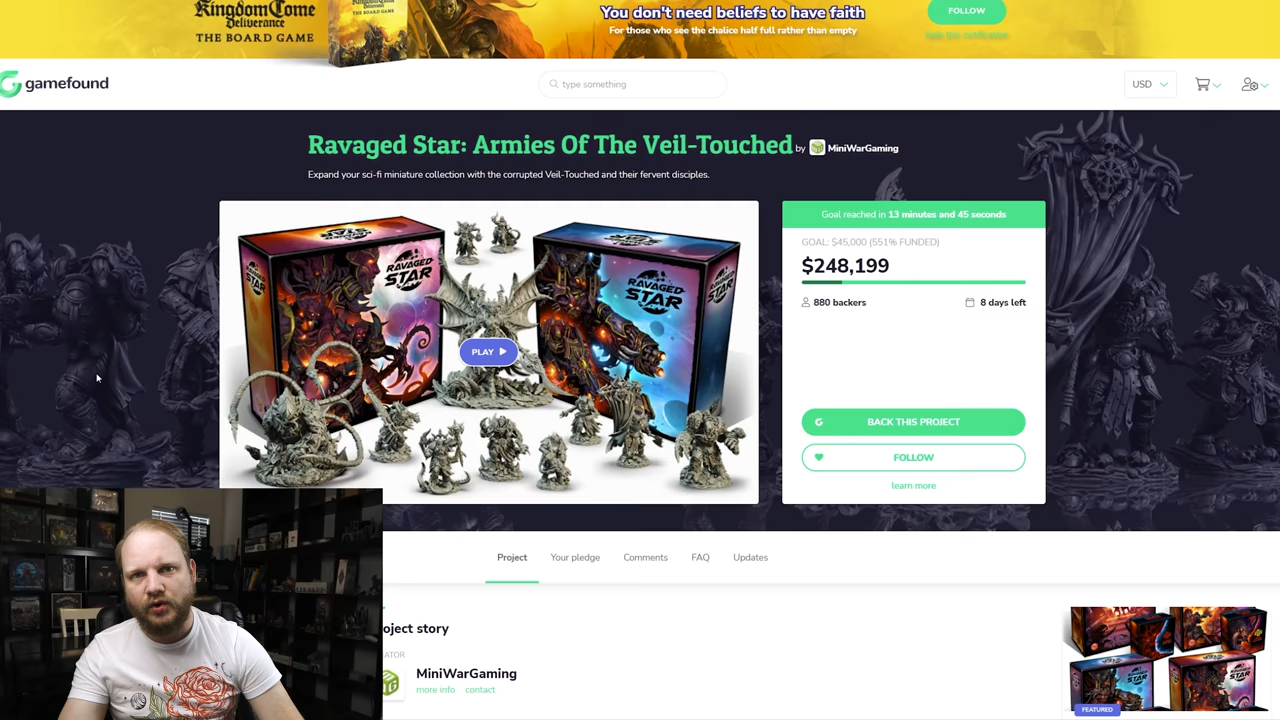 KINGDOM COME
Deliverance
THE BOARD GAME
You don't need beliefs to have faith
For those who see the chalice half full rather than empty
FOLLOW
gamefound
type something
USD
Ravaged Star: Armies Of The Veil-Touched by MiniWarGaming
Expand your sci-fi miniature collection with the corrupted Veil-Touched and their fervent disciples.
RAVAGED STAR
RAVAGED STAR
PLAY
Goal reached in 13 minutes and 45 seconds
GOAL: $45,000 (551% FUNDED)
$248,199
880 backers
8 days left
BACK THIS PROJECT
FOLLOW
learn more
Project
Your pledge
Comments
FAQ
Updates
oject story
ATOR
MiniWarGaming
more info
contact
RAVAGED STAR
RAVAGED STAR
FEATURED